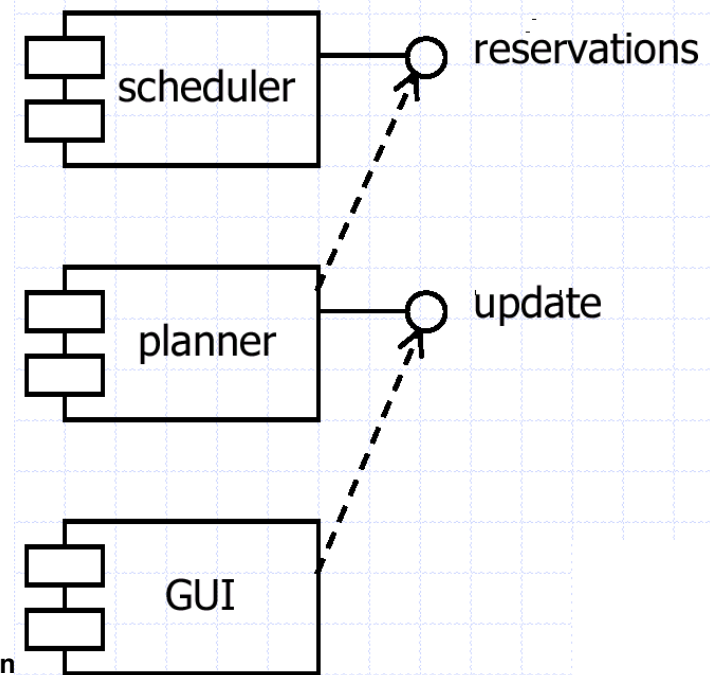 reservations
scheduler
update
planner
GUI
n